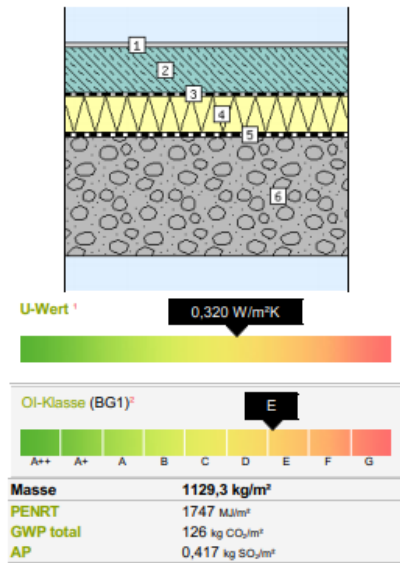 1
2
3
4
5
6
U-Wert ¹
0,320 W/m²K
OI-Klasse (BG1)²
E
A++ A+ A B C D E F G
Masse 1129,3 kg/m²
PENRT 1747 MJ/m²
GWP total 126 kg CO₂/m²
AP 0,417 kg SO₂/m²